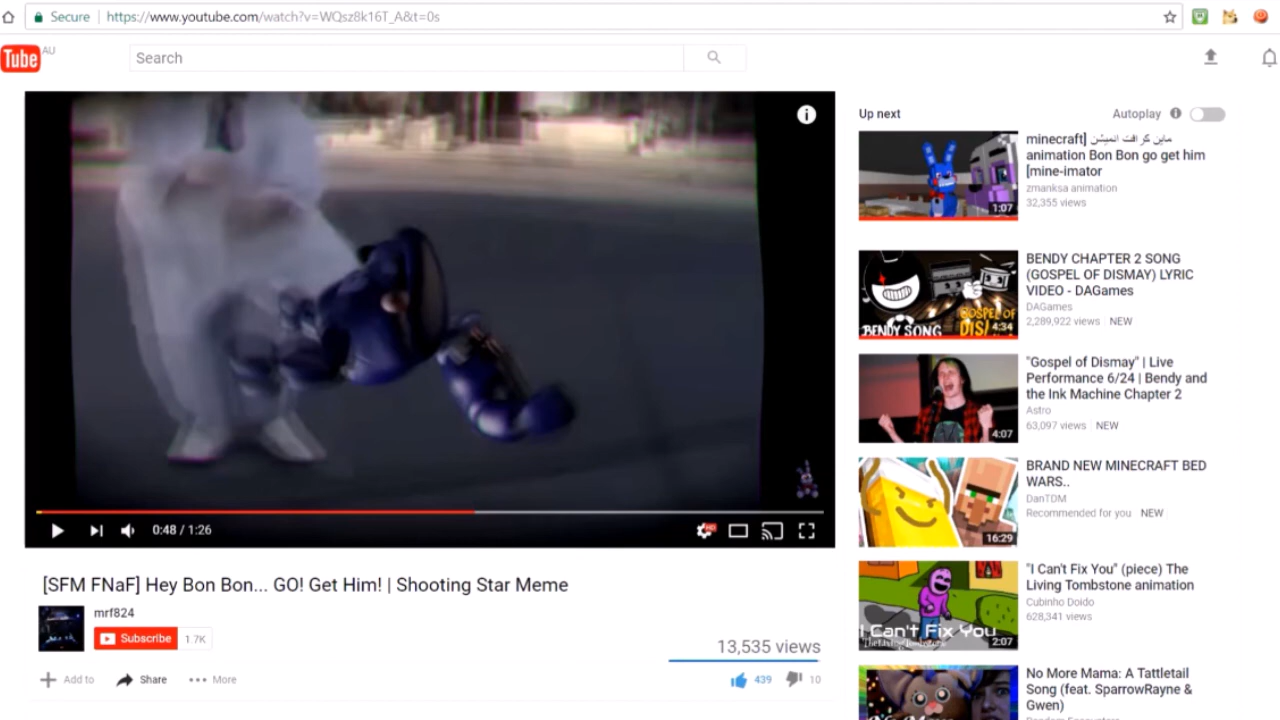 Secure https://www.youtube.com/watch?v=WQsz8k16T_A&t=0s
Tube AU
Search
i
0:48 / 1:26
HD
[SFM FNaF] Hey Bon Bon... GO! Get Him! | Shooting Star Meme
mrf824
Subscribe 1.7K
13,535 views
Add to Share More
439 10
Up next
Autoplay
minecraft] ماين كرافت انميشن
animation Bon Bon go get him
[mine-imator
zmanksa animation
32,355 views
1:07
BENDY CHAPTER 2 SONG
(GOSPEL OF DISMAY) LYRIC
VIDEO - DAGames
DAGames
2,289,922 views NEW
BENDY SONG
GOSPEL OF
DIS
4:34
"Gospel of Dismay" | Live
Performance 6/24 | Bendy and
the Ink Machine Chapter 2
Astro
63,097 views NEW
4:07
BRAND NEW MINECRAFT BED
WARS..
DanTDM
Recommended for you NEW
16:29
"I Can't Fix You" (piece) The
Living Tombstone animation
Cubinho Doido
628,341 views
I Can't Fix You
The Living Tombstone
2:07
No More Mama: A Tattletail
Song (feat. SparrowRayne &
Gwen)
Random Encounters